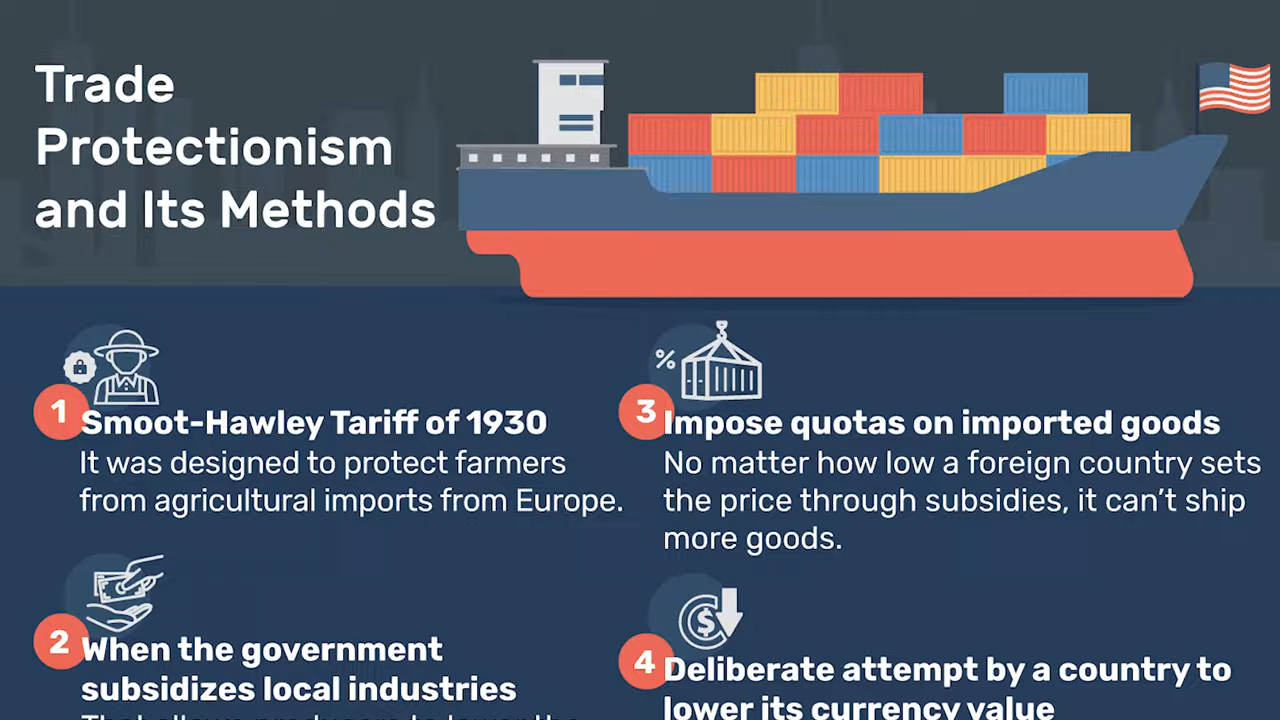 Trade
Protectionism
and Its Methods
1
Smoot-Hawley Tariff of 1930
It was designed to protect farmers
from agricultural imports from Europe.
2
When the government
subsidizes local industries
%
3
Impose quotas on imported goods
No matter how low a foreign country sets
the price through subsidies, it can’t ship
more goods.
$
4
Deliberate attempt by a country to
lower its currency value